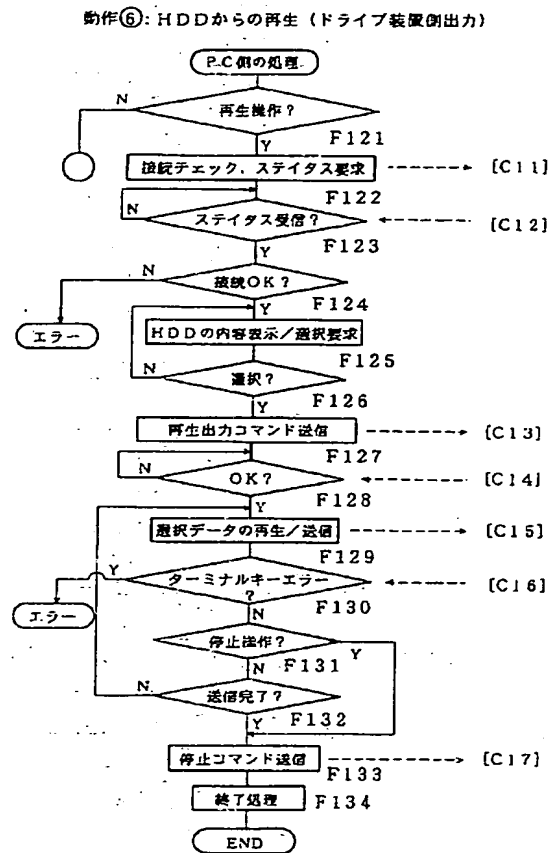 動作⑥: HDDからの再生 (ドライブ装置側出力)
PC側の処理
N
再生操作?
F121
Y
接続チェック、ステイタス要求
[C11]
F122
ステイタス受信?
[C12]
N
F123
Y
N
接続OK?
F124
Y
エラー
N
HDDの内容表示/選択要求
F125
選択?
F126
Y
再生出力コマンド送信
[C13]
F127
OK?
[C14]
N
F128
Y
選択データの再生/送信
[C15]
F129
Y
ターミナルキーエラー
?
[C16]
F130
エラー
N
停止操作?
Y
F131
N
N
送信完了?
F132
Y
停止コマンド送信
[C17]
F133
終了処理
F134
END